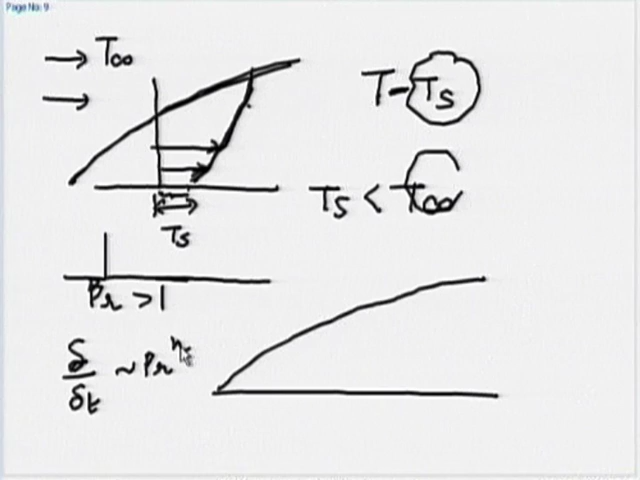 Page No: 9
T∞
T - Ts
Ts < T∞
Ts
Pr > 1
δ/δt ~ Pr^n